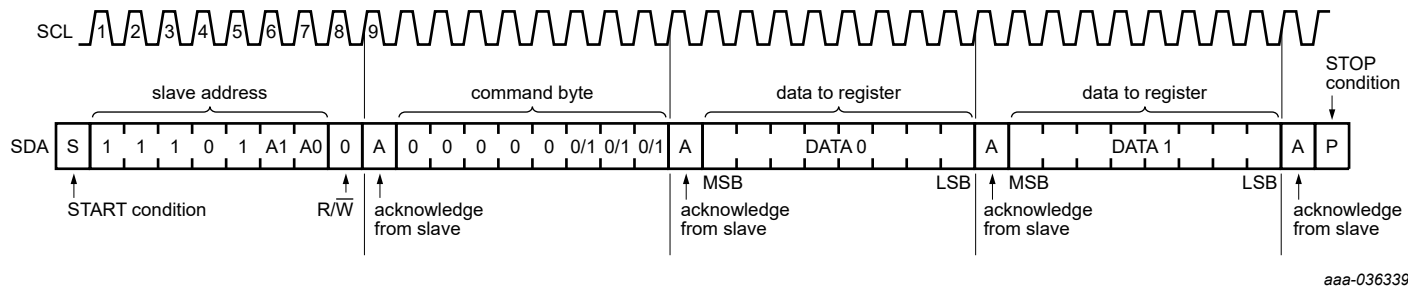 SCL 1 2 3 4 5 6 7 8 9
STOP
condition
slave address command byte data to register data to register
SDA S 1 1 1 0 1 A1 A0 0 A 0 0 0 0 0 0/1 0/1 0/1 A DATA 0 A DATA 1 A P
MSB LSB MSB LSB
START condition R/W̅ acknowledge
from slave acknowledge
from slave acknowledge
from slave acknowledge
from slave
aaa-036339